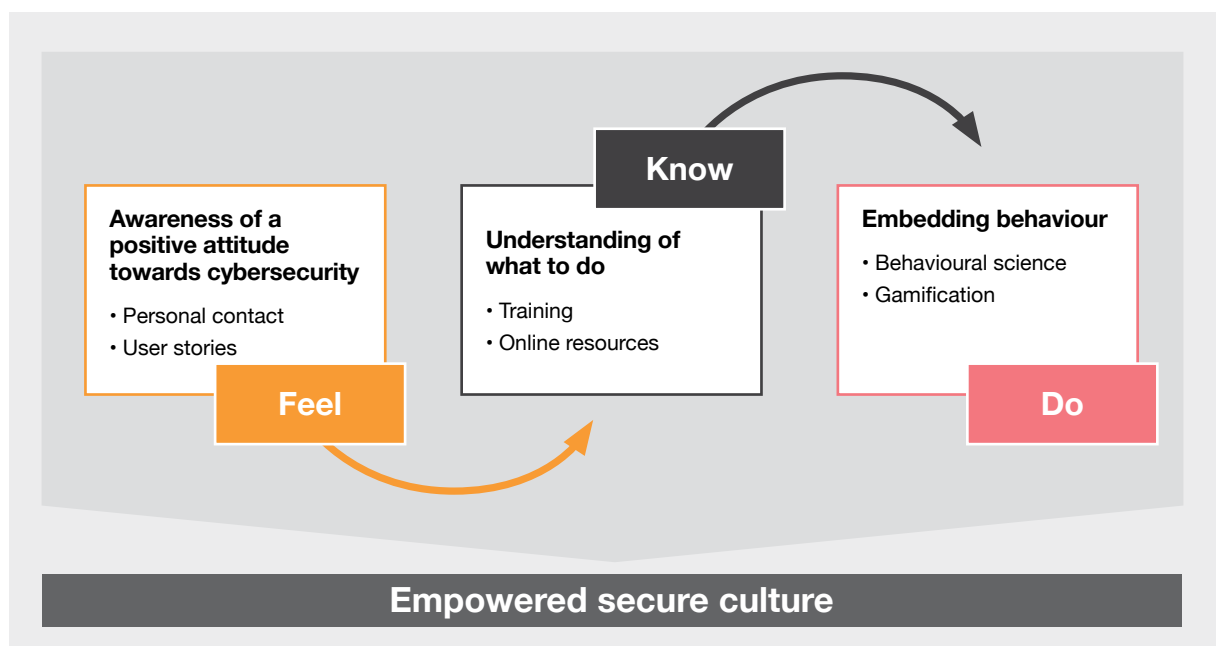 Awareness of a
positive attitude
towards cybersecurity
• Personal contact
• User stories
Feel
Know
Understanding of
what to do
• Training
• Online resources
Embedding behaviour
• Behavioural science
• Gamification
Do
Empowered secure culture